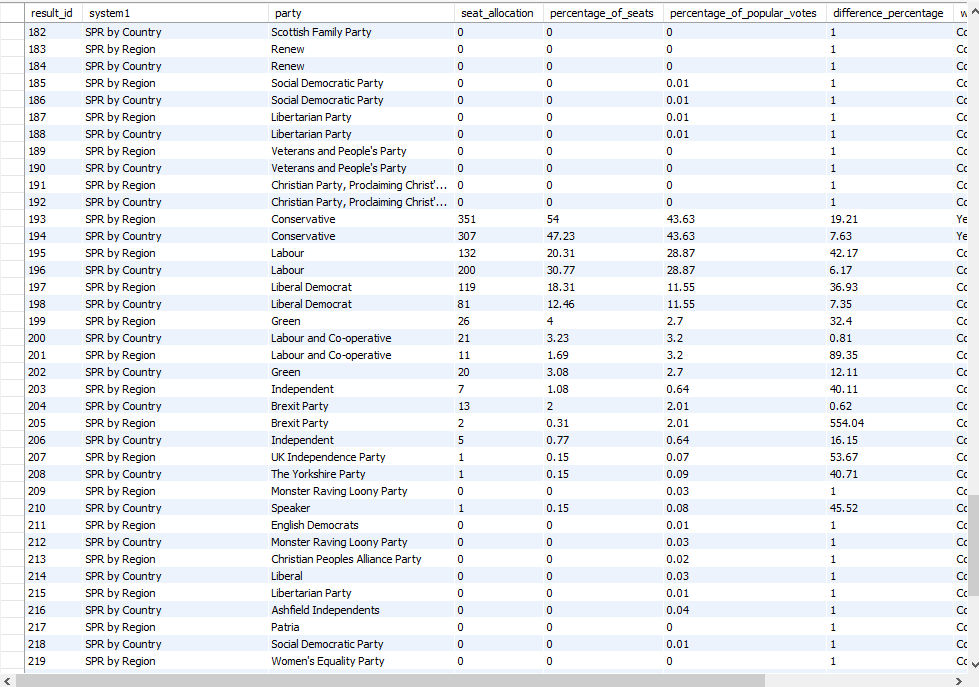 result_id system1 party seat_allocation percentage_of_seats percentage_of_popular_votes difference_percentage w
182 SPR by Country Scottish Family Party 0 0 0 1 Co
183 SPR by Region Renew 0 0 0 1 Co
184 SPR by Country Renew 0 0 0 1 Co
185 SPR by Region Social Democratic Party 0 0 0.01 1 Co
186 SPR by Country Social Democratic Party 0 0 0.01 1 Co
187 SPR by Region Libertarian Party 0 0 0.01 1 Co
188 SPR by Country Libertarian Party 0 0 0.01 1 Co
189 SPR by Region Veterans and People's Party 0 0 0 1 Co
190 SPR by Country Veterans and People's Party 0 0 0 1 Co
191 SPR by Region Christian Party, Proclaiming Christ'... 0 0 0 1 Co
192 SPR by Country Christian Party, Proclaiming Christ'... 0 0 0 1 Co
193 SPR by Region Conservative 351 54 43.63 19.21 Ye
194 SPR by Country Conservative 307 47.23 43.63 7.63 Ye
195 SPR by Region Labour 132 20.31 28.87 42.17 Co
196 SPR by Country Labour 200 30.77 28.87 6.17 Co
197 SPR by Region Liberal Democrat 119 18.31 11.55 36.93 Co
198 SPR by Country Liberal Democrat 81 12.46 11.55 7.35 Co
199 SPR by Region Green 26 4 2.7 32.4 Co
200 SPR by Country Labour and Co-operative 21 3.23 3.2 0.81 Co
201 SPR by Region Labour and Co-operative 11 1.69 3.2 89.35 Co
202 SPR by Country Green 20 3.08 2.7 12.11 Co
203 SPR by Region Independent 7 1.08 0.64 40.11 Co
204 SPR by Country Brexit Party 13 2 2.01 0.62 Co
205 SPR by Region Brexit Party 2 0.31 2.01 554.04 Co
206 SPR by Country Independent 5 0.77 0.64 16.15 Co
207 SPR by Region UK Independence Party 1 0.15 0.07 53.67 Co
208 SPR by Country The Yorkshire Party 1 0.15 0.09 40.71 Co
209 SPR by Region Monster Raving Loony Party 0 0 0.03 1 Co
210 SPR by Country Speaker 1 0.15 0.08 45.52 Co
211 SPR by Region English Democrats 0 0 0.01 1 Co
212 SPR by Country Monster Raving Loony Party 0 0 0.03 1 Co
213 SPR by Region Christian Peoples Alliance Party 0 0 0.02 1 Co
214 SPR by Country Liberal 0 0 0.03 1 Co
215 SPR by Region Libertarian Party 0 0 0.01 1 Co
216 SPR by Country Ashfield Independents 0 0 0.04 1 Co
217 SPR by Region Patria 0 0 0 1 Co
218 SPR by Country Social Democratic Party 0 0 0.01 1 Co
219 SPR by Region Women's Equality Party 0 0 0 1 Co